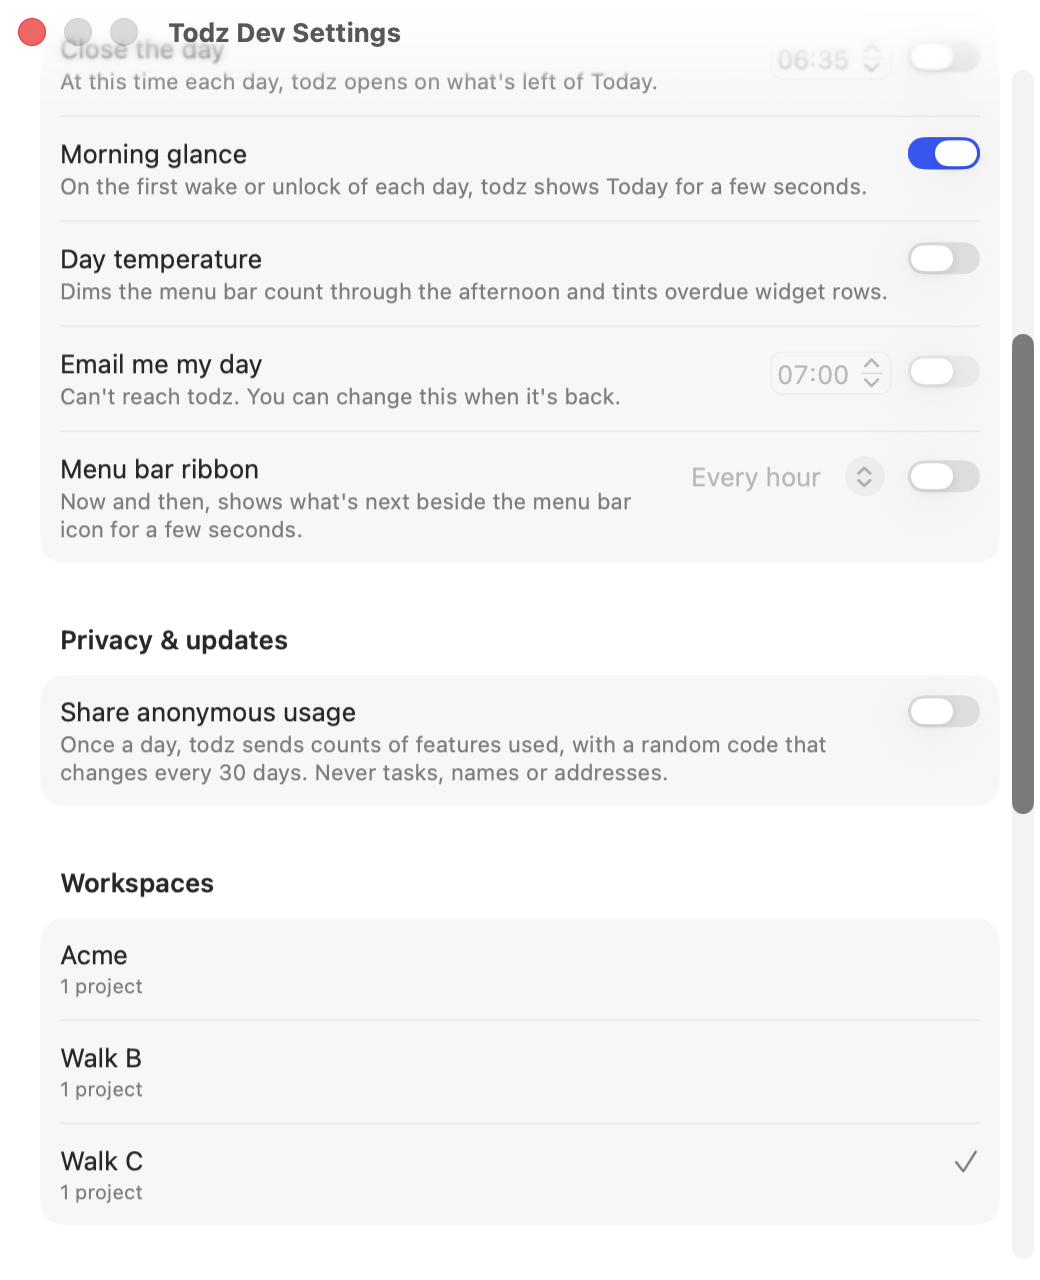 Todz Dev Settings
Close the day
06:35
At this time each day, todz opens on what's left of Today.
Morning glance
On the first wake or unlock of each day, todz shows Today for a few seconds.
Day temperature
Dims the menu bar count through the afternoon and tints overdue widget rows.
Email me my day
07:00
Can't reach todz. You can change this when it's back.
Menu bar ribbon
Every hour
Now and then, shows what's next beside the menu bar
icon for a few seconds.
Privacy & updates
Share anonymous usage
Once a day, todz sends counts of features used, with a random code that
changes every 30 days. Never tasks, names or addresses.
Workspaces
Acme
1 project
Walk B
1 project
Walk C
1 project